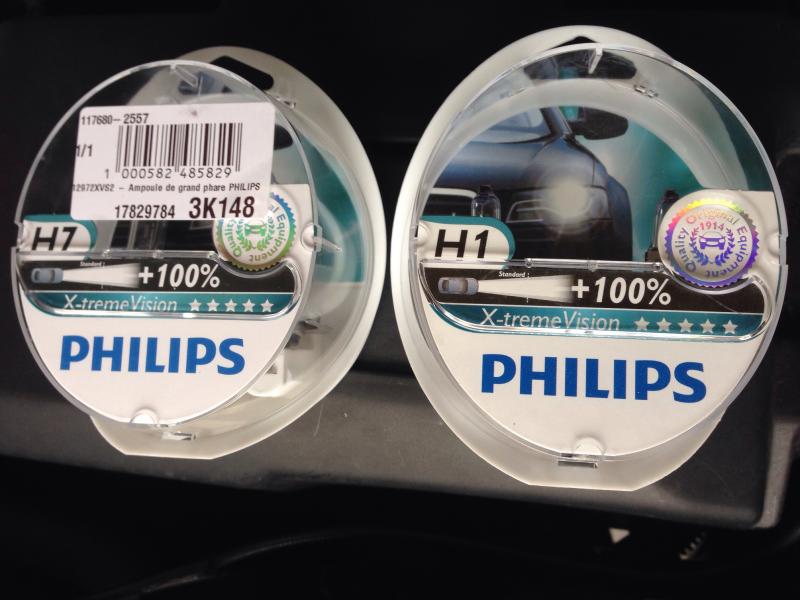 117680- 2557
1/1
1 000582 485829
12972XVS2 - Ampoule de grand phare PHILIPS
17829784 3K148
H7
Standard :
+100%
X-tremeVision
PHILIPS
Quality Original Equipment
1914
H1
Standard :
+100%
X-tremeVision
PHILIPS